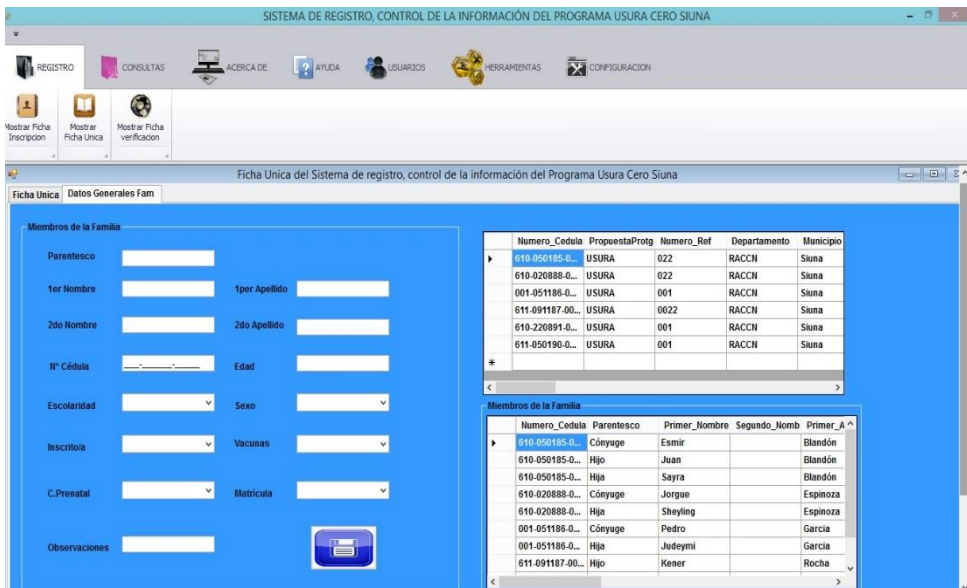 SISTEMA DE REGISTRO, CONTROL DE LA INFORMACIÓN DEL PROGRAMA USURA CERO SIUNA
REGISTRO CONSULTAS ACERCA DE AYUDA USUARIOS HERRAMIENTAS CONFIGURACION
Mostrar Ficha Inscripcion
Mostrar Ficha Unica
Mostrar Ficha verificacion
Ficha Unica del Sistema de registro, control de la información del Programa Usura Cero Siuna
Ficha Unica Datos Generales Fam
Miembros de la Familia
Parentesco
1er Nombre 1per Apellido
2do Nombre 2do Apellido
N° Cédula Edad
Escolaridad Sexo
Inscrito/a Vacunas
C.Prenatal Matricula
Observaciones
Numero_Cedula PropuestaProtg Numero_Ref Departamento Municipio
610-050185-0... USURA 022 RACCN Siuna
610-020888-0... USURA 022 RACCN Siuna
001-051186-0... USURA 001 RACCN Siuna
611-091187-00... USURA 0022 RACCN Siuna
610-220891-0... USURA 001 RACCN Siuna
611-050190-0... USURA 001 RACCN Siuna
Miembros de la Familia
Numero_Cedula Parentesco Primer_Nombre Segundo_Nomb Primer_A
610-050185-0... Cónyuge Esmir Blandón
610-050185-0... Hijo Juan Blandón
610-050185-0... Hija Sayra Blandón
610-020888-0... Cónyuge Jorgue Espinoza
610-020888-0... Hija Sheyling Espinoza
001-051186-0... Cónyuge Pedro Garcia
001-051186-0... Hija Judeymi Garcia
611-091187-00... Hijo Kener Rocha